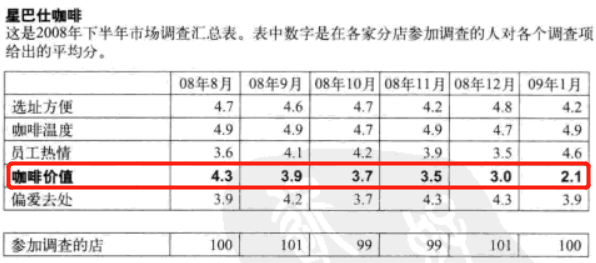 星巴仕咖啡
这是2008年下半年市场调查汇总表。表中数字是在各家分店参加调查的人对各个调查项
给出的平均分。
08年8月 08年9月 08年10月 08年11月 08年12月 09年1月
选址方便 4.7 4.6 4.7 4.2 4.8 4.2
咖啡温度 4.9 4.9 4.7 4.9 4.7 4.9
员工热情 3.6 4.1 4.2 3.9 3.5 4.6
咖啡价值 4.3 3.9 3.7 3.5 3.0 2.1
偏爱去处 3.9 4.2 3.7 4.3 4.3 3.9
参加调查的店 100 101 99 99 101 100